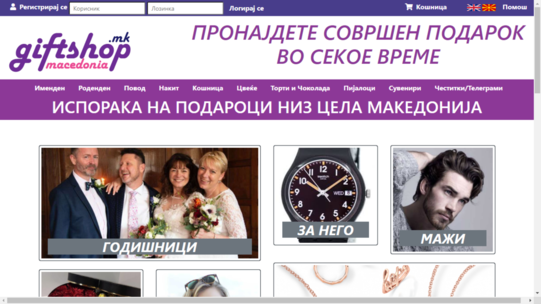 Регистрирај се Корисник Лозинка Логирај се Кошница Помош
giftshop.mk
macedonia
ПРОНАЈДЕТЕ СОВРШЕН ПОДАРОК
ВО СЕКОЕ ВРЕМЕ
Именден Роденден Повод Накит Кошница Цвеќе Торти и Чоколада Пијалоци Сувенири Честитки/Телеграми
ИСПОРАКА НА ПОДАРОЦИ НИЗ ЦЕЛА МАКЕДОНИЈА
ГОДИШНИЦИ
ЗА НЕГО
МАЖИ